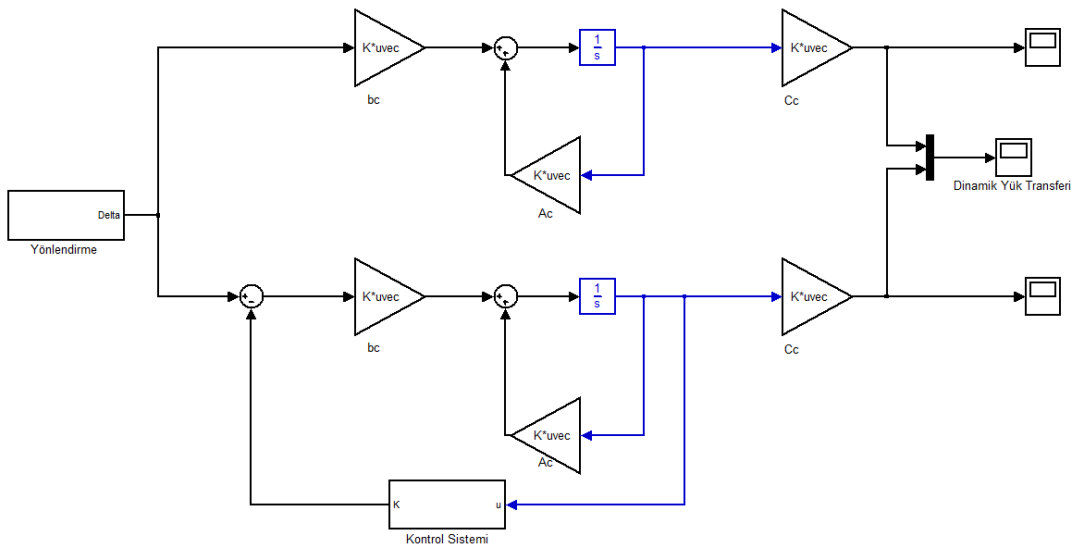 K*uvec
bc
1
s
K*uvec
Cc
K*uvec
Ac
Dinamik Yük Transferi
Delta
Yönlendirme
K*uvec
bc
1
s
K*uvec
Cc
K*uvec
Ac
K
u
Kontrol Sistemi